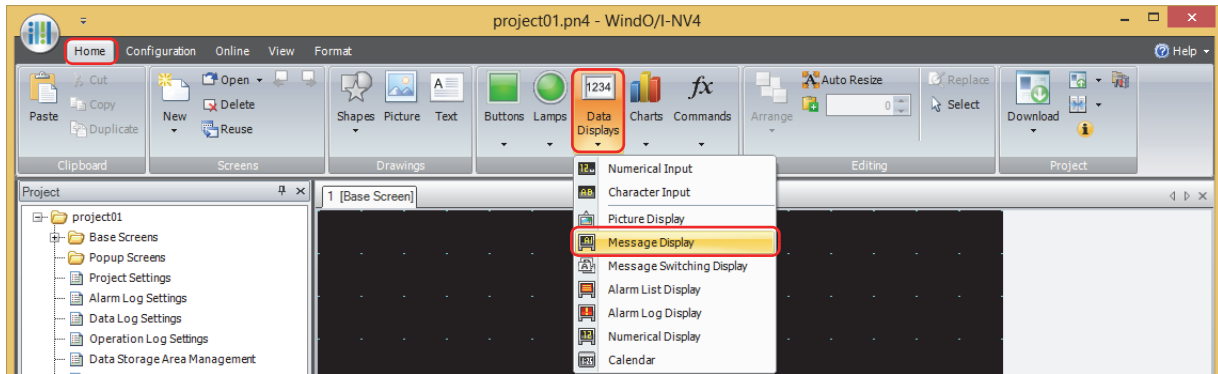 project01.pn4 - WindO/I-NV4
Home Configuration Online View Format Help
Cut
Copy
Duplicate
Paste
Clipboard
New
Open
Delete
Reuse
Screens
Shapes Picture Text
Drawings
Buttons Lamps
1234
Data
Displays
Charts
fx
Commands
Arrange
Auto Resize
0
Replace
Select
Editing
Download
Project
Project
project01
Base Screens
Popup Screens
Project Settings
Alarm Log Settings
Data Log Settings
Operation Log Settings
Data Storage Area Management
1 [Base Screen]
Numerical Input
Character Input
Picture Display
Message Display
Message Switching Display
Alarm List Display
Alarm Log Display
Numerical Display
Calendar